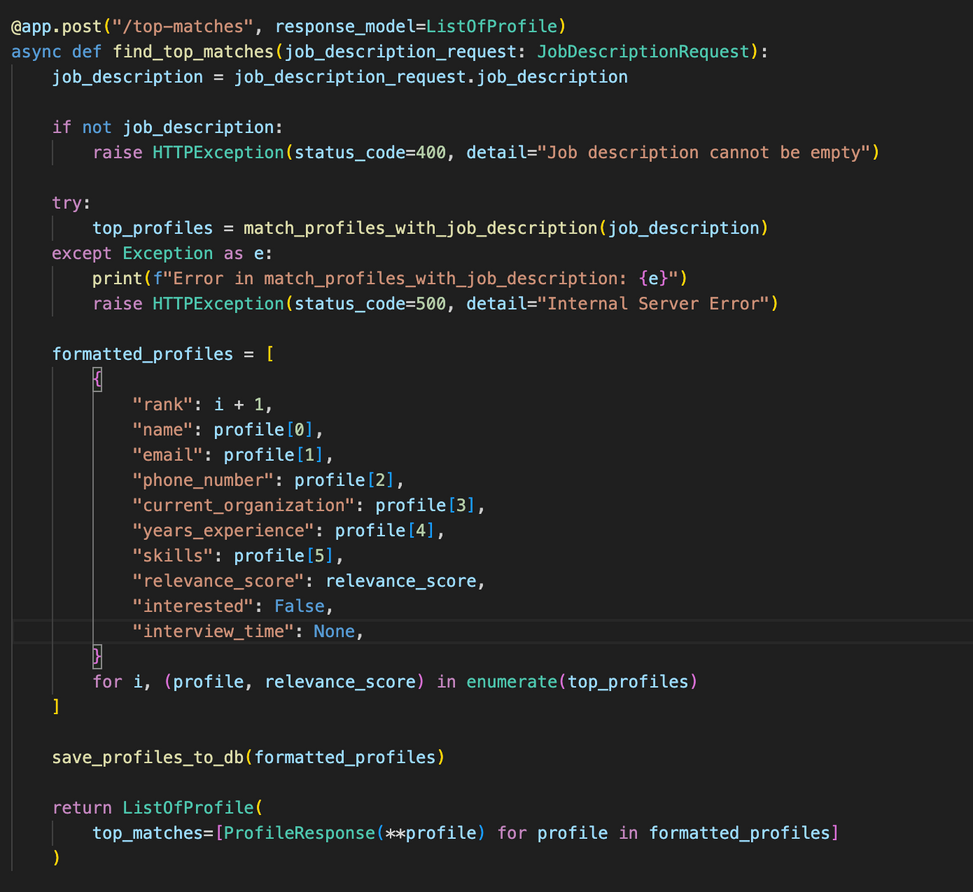 @app.post("/top-matches", response_model=ListOfProfile)
async def find_top_matches(job_description_request: JobDescriptionRequest):
    job_description = job_description_request.job_description

    if not job_description:
        raise HTTPException(status_code=400, detail="Job description cannot be empty")

    try:
        top_profiles = match_profiles_with_job_description(job_description)
    except Exception as e:
        print(f"Error in match_profiles_with_job_description: {e}")
        raise HTTPException(status_code=500, detail="Internal Server Error")

    formatted_profiles = [
        {
            "rank": i + 1,
            "name": profile[0],
            "email": profile[1],
            "phone_number": profile[2],
            "current_organization": profile[3],
            "years_experience": profile[4],
            "skills": profile[5],
            "relevance_score": relevance_score,
            "interested": False,
            "interview_time": None,
        }
        for i, (profile, relevance_score) in enumerate(top_profiles)
    ]

    save_profiles_to_db(formatted_profiles)

    return ListOfProfile(
        top_matches=[ProfileResponse(**profile) for profile in formatted_profiles]
    )